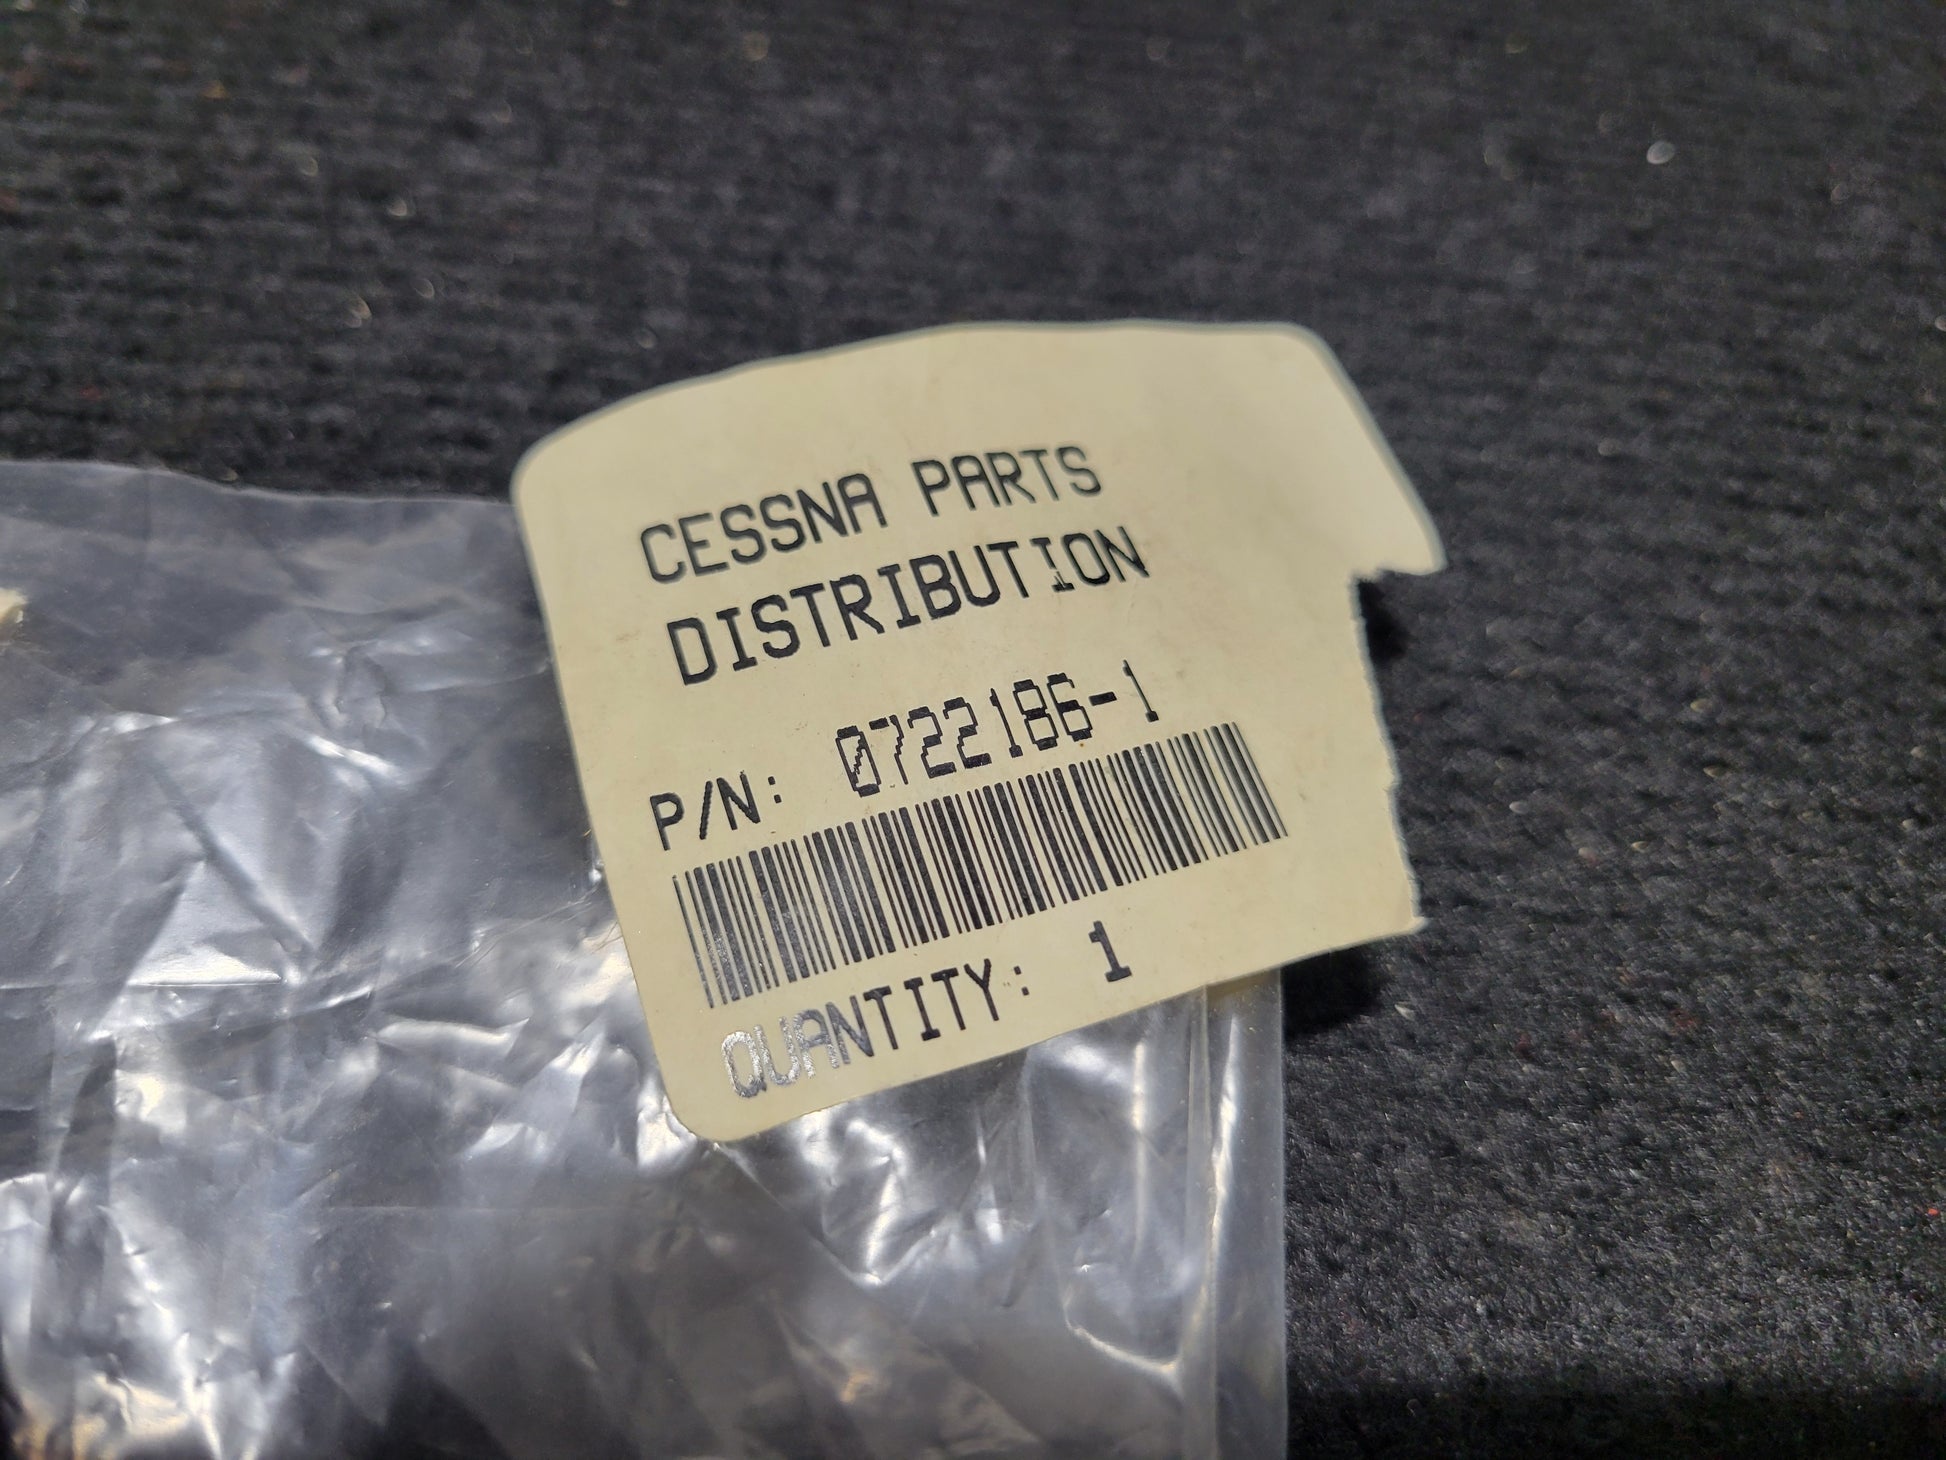 CESSNA PARTS
DISTRIBUTION
P/N: 0722186-1
QUANTITY: 1